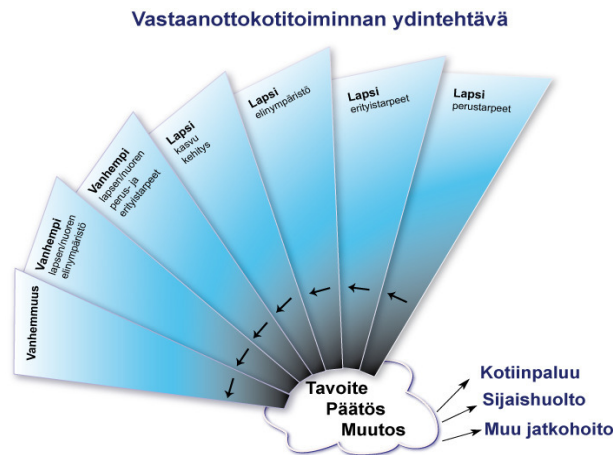 Vastaanottokotitoiminnan ydintehtävä
Vanhemmuus
Vanhempi
lapsen/nuoren
elinympäristö
Vanhempi
lapsen/nuoren
perus- ja
erityistarpeet
Lapsi
kasvu
kehitys
Lapsi
elinympäristö
Lapsi
erityistarpeet
Lapsi
perustarpeet
Tavoite
Päätös
Muutos
Kotiinpaluu
Sijaishuolto
Muu jatkohoito